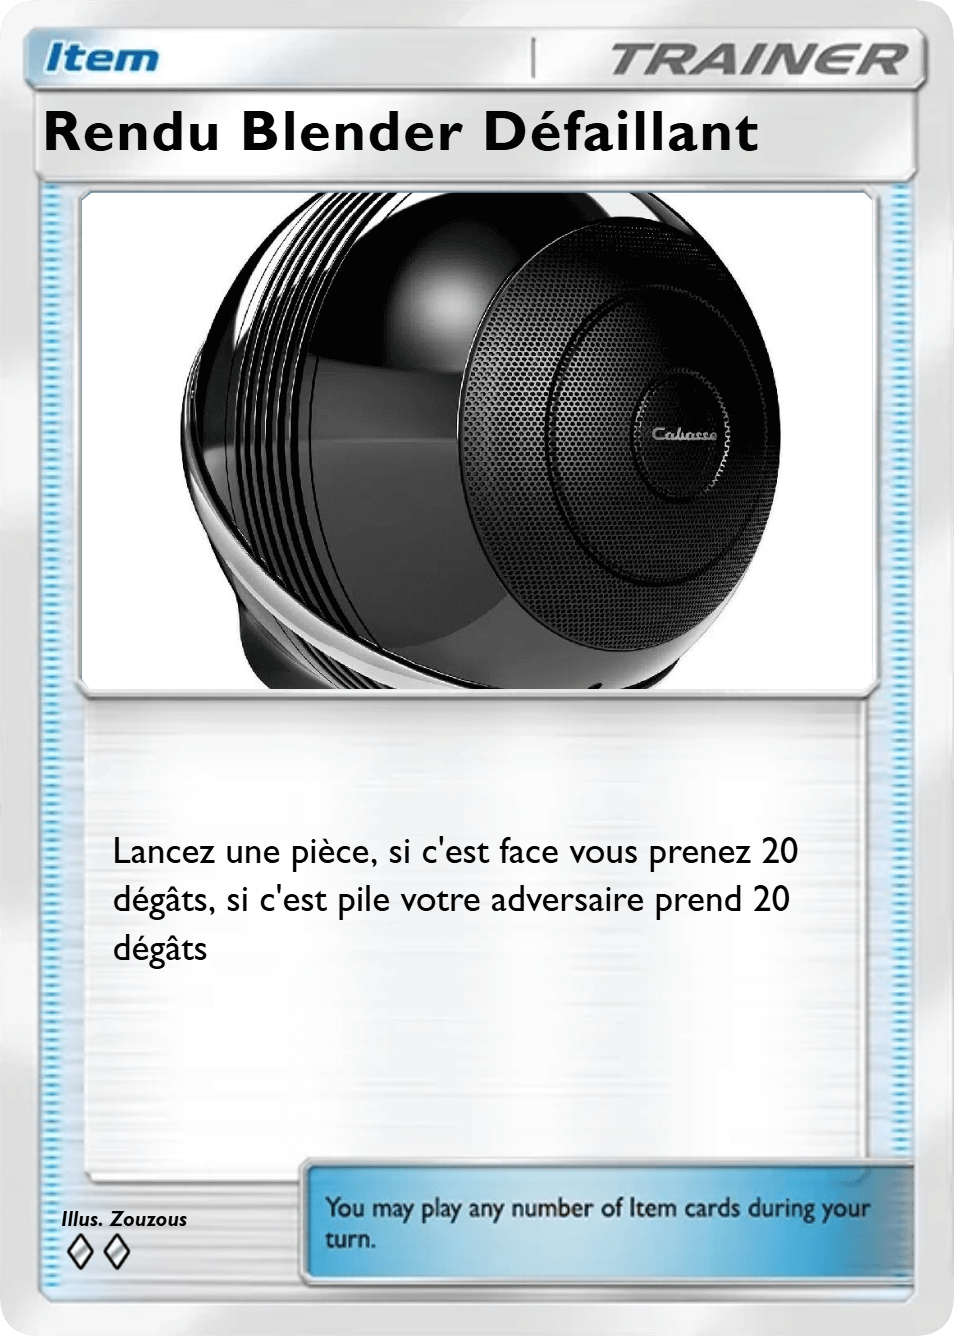 Item
TRAINER
Rendu Blender Défaillant
Cabasse
Lancez une pièce, si c'est face vous prenez 20
dégâts, si c'est pile votre adversaire prend 20
dégâts
Illus. Zouzous
You may play any number of Item cards during your
turn.